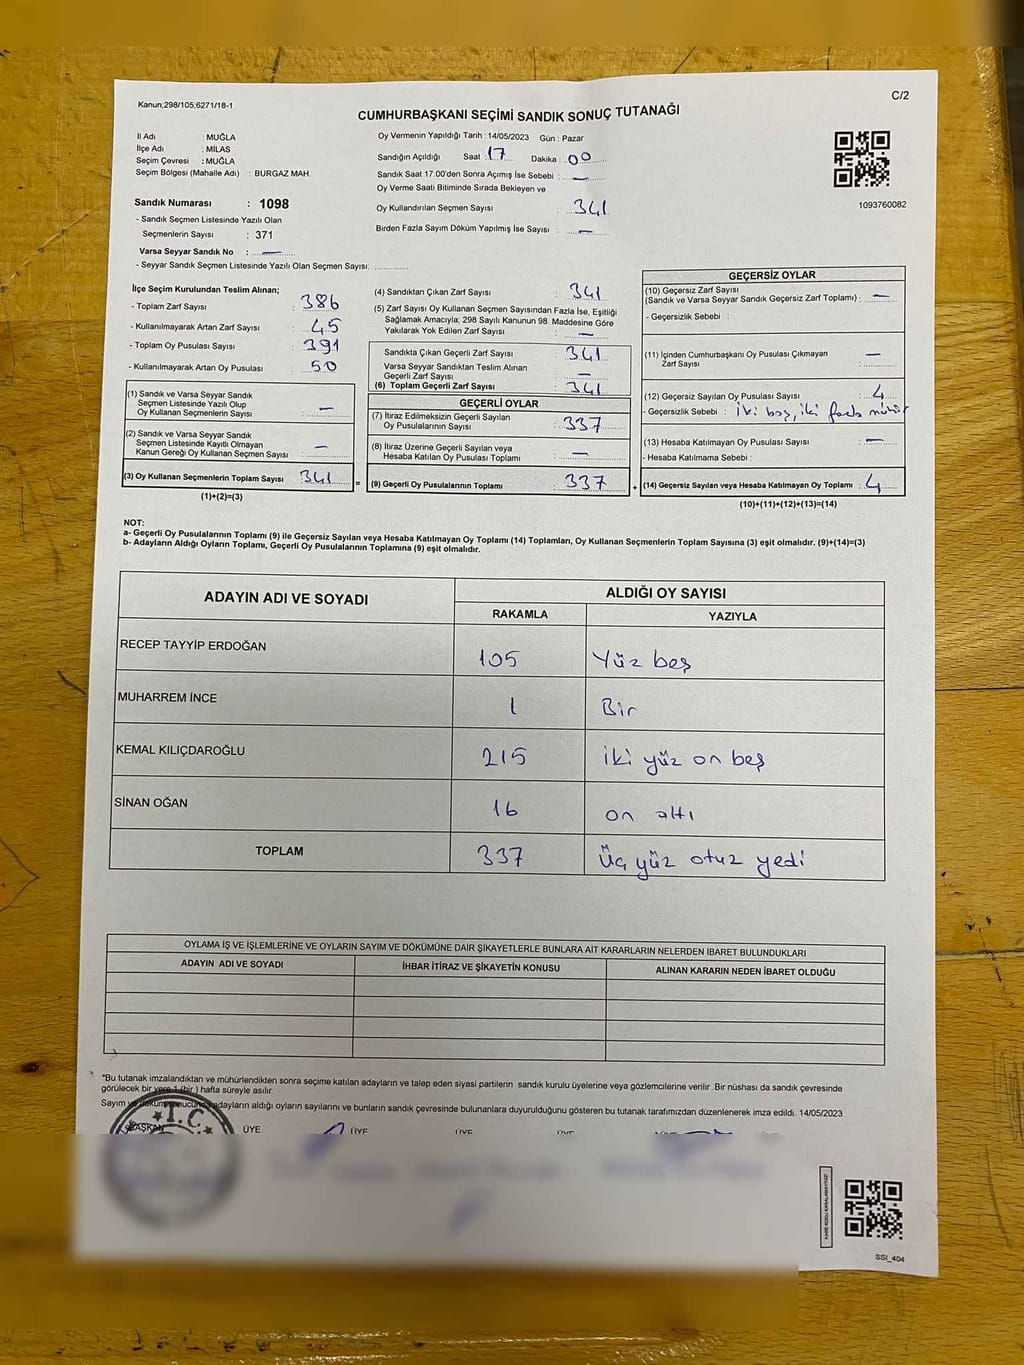 Kanun;298/105;6271/18-1
C/2
CUMHURBAŞKANI SEÇİMİ SANDIK SONUÇ TUTANAĞI
İl Adı : MUĞLA
İlçe Adı : MİLAS
Seçim Çevresi : MUĞLA
Seçim Bölgesi (Mahalle Adı) : BURGAZ MAH.
Sandık Numarası : 1098
- Sandık Seçmen Listesinde Yazılı Olan
Seçmenlerin Sayısı : 371
Varsa Seyyar Sandık No : —
- Seyyar Sandık Seçmen Listesinde Yazılı Olan Seçmen Sayısı:
Oy Vermenin Yapıldığı Tarih : 14/05/2023 Gün : Pazar
Sandığın Açıldığı Saat : 17 Dakika : 00
Sandık Saat 17.00'den Sonra Açımış İse Sebebi : —
Oy Verme Saati Bitiminde Sırada Bekleyen ve
Oy Kullandırılan Seçmen Sayısı : 341
Birden Fazla Sayım Döküm Yapılmış İse Sayısı : —
1093760082
İlçe Seçim Kurulundan Teslim Alınan;
- Toplam Zarf Sayısı : 386
- Kullanılmayarak Artan Zarf Sayısı : 45
- Toplam Oy Pusulası Sayısı : 391
- Kullanılmayarak Artan Oy Pusulası : 50
(1) Sandık ve Varsa Seyyar Sandık
Seçmen Listesinde Yazılı Olup
Oy Kullanan Seçmenlerin Sayısı : —
(2) Sandık ve Varsa Seyyar Sandık
Seçmen Listesinde Kayıtlı Olmayan
Kanun Gereği Oy Kullanan Seçmen Sayısı : —
(3) Oy Kullanan Seçmenlerin Toplam Sayısı : 341 =
(1)+(2)=(3)
(4) Sandıktan Çıkan Zarf Sayısı : 341
(5) Zarf Sayısı Oy Kullanan Seçmen Sayısından Fazla İse, Eşitliği
Sağlamak Amacıyla; 298 Sayılı Kanunun 98. Maddesine Göre
Yakılarak Yok Edilen Zarf Sayısı : —
Sandıkta Çıkan Geçerli Zarf Sayısı : 341
Varsa Seyyar Sandıktan Teslim Alınan
Geçerli Zarf Sayısı : —
(6) Toplam Geçerli Zarf Sayısı : 341
GEÇERLİ OYLAR
(7) İtiraz Edilmeksizin Geçerli Sayılan
Oy Pusulalarının Sayısı : 337
(8) İtiraz Üzerine Geçerli Sayılan veya
Hesaba Katılan Oy Pusulası Toplamı : —
(9) Geçerli Oy Pusulalarının Toplamı : 337 +
GEÇERSİZ OYLAR
(10) Geçersiz Zarf Sayısı
(Sandık ve Varsa Seyyar Sandık Geçersiz Zarf Toplamı) : —
- Geçersizlik Sebebi :
(11) İçinden Cumhurbaşkanı Oy Pusulası Çıkmayan
Zarf Sayısı : —
(12) Geçersiz Sayılan Oy Pusulası Sayısı : 4
- Geçersizlik Sebebi : İki boş, iki fazla mühür
(13) Hesaba Katılmayan Oy Pusulası Sayısı : —
- Hesaba Katılmama Sebebi :
(14) Geçersiz Sayılan veya Hesaba Katılmayan Oy Toplamı : 4
(10)+(11)+(12)+(13)=(14)
NOT:
a- Geçerli Oy Pusulalarının Toplamı (9) ile Geçersiz Sayılan veya Hesaba Katılmayan Oy Toplamı (14) Toplamları, Oy Kullanan Seçmenlerin Toplam Sayısına (3) eşit olmalıdır. (9)+(14)=(3)
b- Adayların Aldığı Oyların Toplamı, Geçerli Oy Pusulalarının Toplamına (9) eşit olmalıdır.
ADAYIN ADI VE SOYADI
ALDIĞI OY SAYISI
RAKAMLA YAZIYLA
RECEP TAYYİP ERDOĞAN 105 Yüz beş
MUHARREM İNCE 1 Bir
KEMAL KILIÇDAROĞLU 215 iki yüz on beş
SİNAN OĞAN 16 on altı
TOPLAM 337 Üç yüz otuz yedi
OYLAMA İŞ VE İŞLEMLERİNE VE OYLARIN SAYIM VE DÖKÜMÜNE DAİR ŞİKAYETLERLE BUNLARA AİT KARARLARIN NELERDEN İBARET BULUNDUKLARI
ADAYIN ADI VE SOYADI İHBAR İTİRAZ VE ŞİKAYETİN KONUSU ALINAN KARARIN NEDEN İBARET OLDUĞU
*Bu tutanak imzalandıktan ve mühürlendikten sonra seçime katılan adayların ve talep eden siyasi partilerin sandık kurulu üyelerine veya gözlemcilerine verilir. Bir nüshası da sandık çevresinde
görülecek bir yere 1 (bir ) hafta süreyle asılır
Sayım ve döküm sonucunda adayların aldığı oyların sayılarını ve bunların sandık çevresinde bulunanlara duyurulduğunu gösteren bu tutanak tarafımızdan düzenlenerek imza edildi. 14/05/2023
T.C.
BAŞKAN ÜYE ÜYE ÜYE ÜYE
SSI_404